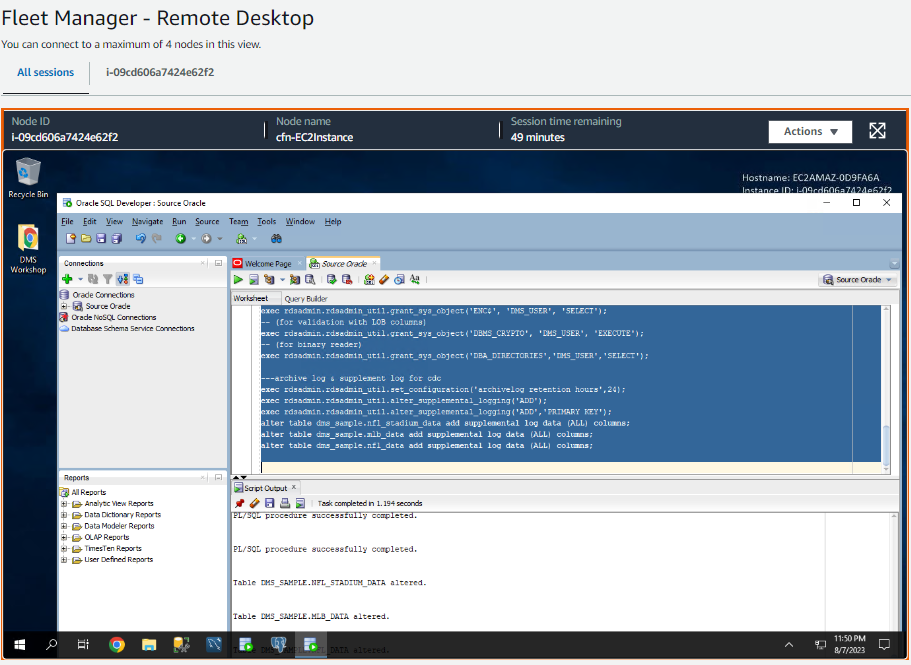 Fleet Manager - Remote Desktop
You can connect to a maximum of 4 nodes in this view.
All sessions
i-09cd606a7424e62f2
Node ID
i-09cd606a7424e62f2
Node name
cfn-EC2Instance
Session time remaining
49 minutes
Actions
Recycle Bin
Hostname: EC2AMAZ-0D9FA6A
Instance ID: i-09cd606a7424e62f2
DMS
Workshop
Oracle SQL Developer : Source Oracle
File Edit View Navigate Run Source Team Tools Window Help
Connections
Oracle Connections
Source Oracle
Oracle NoSQL Connections
Database Schema Service Connections
Reports
All Reports
Analytic View Reports
Data Dictionary Reports
Data Modeler Reports
OLAP Reports
TimesTen Reports
User Defined Reports
Welcome Page
Source Oracle
Source Oracle
Worksheet
Query Builder
exec rdsadmin.rdsadmin_util.grant_sys_object('ENC$', 'DMS_USER', 'SELECT');
-- (for validation with LOB columns)
exec rdsadmin.rdsadmin_util.grant_sys_object('DBMS_CRYPTO', 'DMS_USER', 'EXECUTE');
-- (for binary reader)
exec rdsadmin.rdsadmin_util.grant_sys_object('DBA_DIRECTORIES','DMS_USER','SELECT');
---archive log & supplement log for cdc
exec rdsadmin.rdsadmin_util.set_configuration('archivelog retention hours',24);
exec rdsadmin.rdsadmin_util.alter_supplemental_logging('ADD');
exec rdsadmin.rdsadmin_util.alter_supplemental_logging('ADD','PRIMARY KEY');
alter table dms_sample.nfl_stadium_data add supplemental log data (ALL) columns;
alter table dms_sample.mlb_data add supplemental log data (ALL) columns;
alter table dms_sample.nfl_data add supplemental log data (ALL) columns;
Script Output
Task completed in 1.194 seconds
PL/SQL procedure successfully completed.
PL/SQL procedure successfully completed.
Table DMS_SAMPLE.NFL_STADIUM_DATA altered.
Table DMS_SAMPLE.MLB_DATA altered.
DATA altered.
11:50 PM
8/7/2023